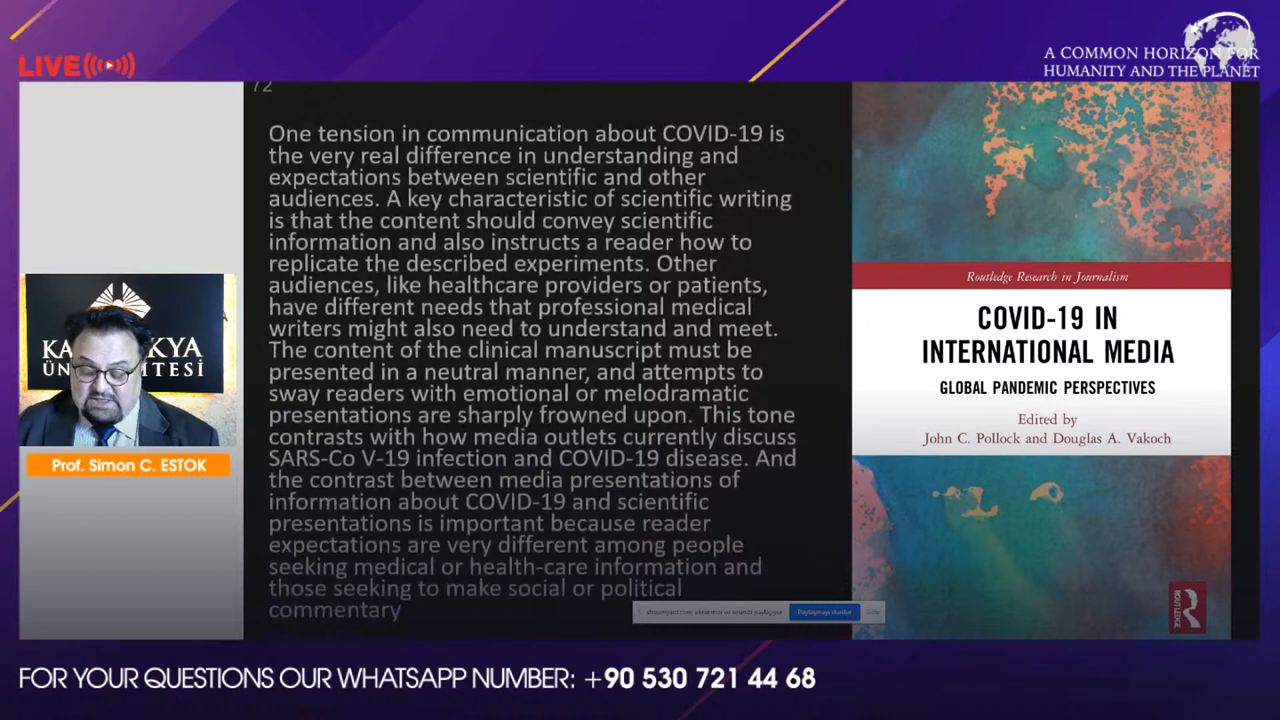 LIVE
A COMMON HORIZON FOR
HUMANITY AND THE PLANET
72
One tension in communication about COVID-19 is
the very real difference in understanding and
expectations between scientific and other
audiences. A key characteristic of scientific writing
is that the content should convey scientific
information and also instructs a reader how to
replicate the described experiments. Other
audiences, like healthcare providers or patients,
have different needs that professional medical
writers might also need to understand and meet.
The content of the clinical manuscript must be
presented in a neutral manner, and attempts to
sway readers with emotional or melodramatic
presentations are sharply frowned upon. This tone
contrasts with how media outlets currently discuss
SARS-Co V-19 infection and COVID-19 disease. And
the contrast between media presentations of
information about COVID-19 and scientific
presentations is important because reader
expectations are very different among people
seeking medical or health-care information and
those seeking to make social or political
commentary
Routledge Research in Journalism
COVID-19 IN
INTERNATIONAL MEDIA
GLOBAL PANDEMIC PERSPECTIVES
Edited by
John C. Pollock and Douglas A. Vakoch
ROUTLEDGE
Prof. Simon C. ESTOK
Paylaşmayı durdur
Gizle
FOR YOUR QUESTIONS OUR WHATSAPP NUMBER: +90 530 721 44 68